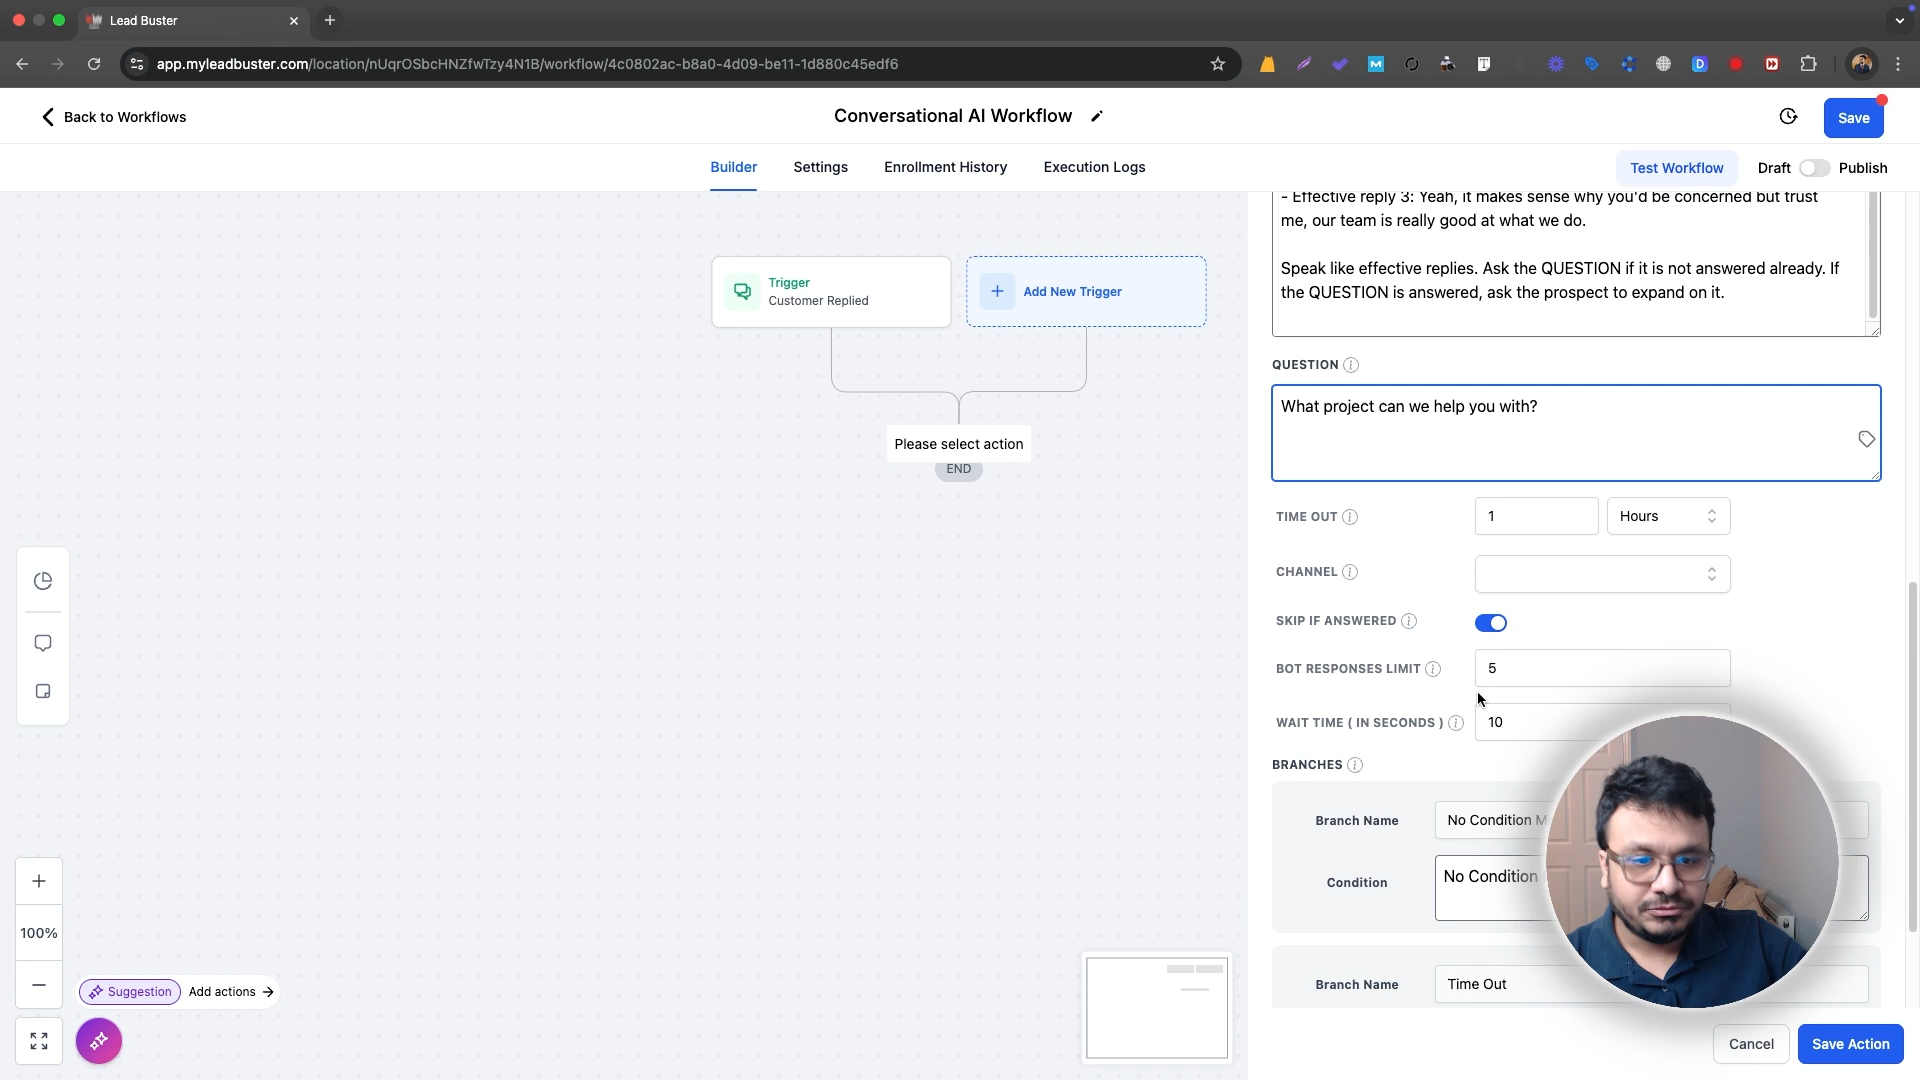 Lead Buster
app.myleadbuster.com/location/nUqrOSbcHNZfwTzy4N1B/workflow/4c0802ac-b8a0-4d09-be11-1d880c45edf6
Back to Workflows
Conversational AI Workflow
Save
Builder
Settings
Enrollment History
Execution Logs
Test Workflow
Draft
Publish
- Effective reply 3: Yeah, it makes sense why you'd be concerned but trust
me, our team is really good at what we do.
Speak like effective replies. Ask the QUESTION if it is not answered already. If
the QUESTION is answered, ask the prospect to expand on it.
Trigger
Customer Replied
Add New Trigger
Please select action
END
QUESTION
What project can we help you with?
TIME OUT
1
Hours
CHANNEL
SKIP IF ANSWERED
BOT RESPONSES LIMIT
5
WAIT TIME ( IN SECONDS )
10
BRANCHES
Branch Name
No Condition
Condition
No Condition
Branch Name
Time Out
100%
Suggestion
Add actions
Cancel
Save Action